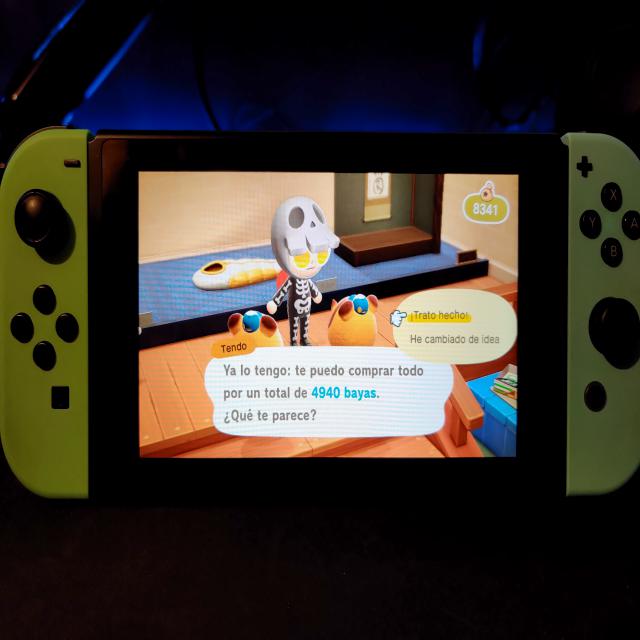 8341
¡Trato hecho!
He cambiado de idea
Tendo
Ya lo tengo: te puedo comprar todo
por un total de 4940 bayas.
¿Qué te parece?
X
Y
A
B